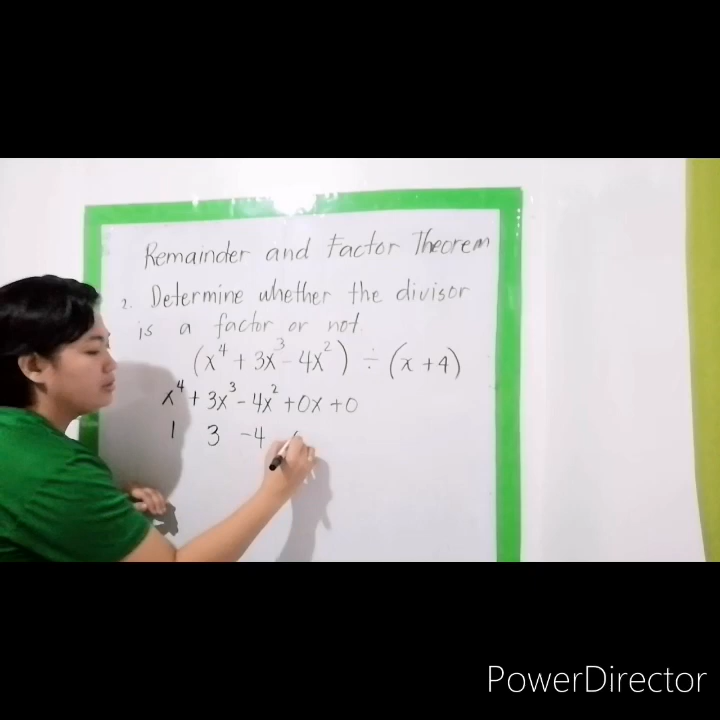 Remainder and Factor Theorem
2. Determine whether the divisor
is a factor or not.
(x⁴ + 3x³ - 4x²) ÷ (x + 4)
x⁴ + 3x³ - 4x² + 0x + 0
1 3 -4
PowerDirector